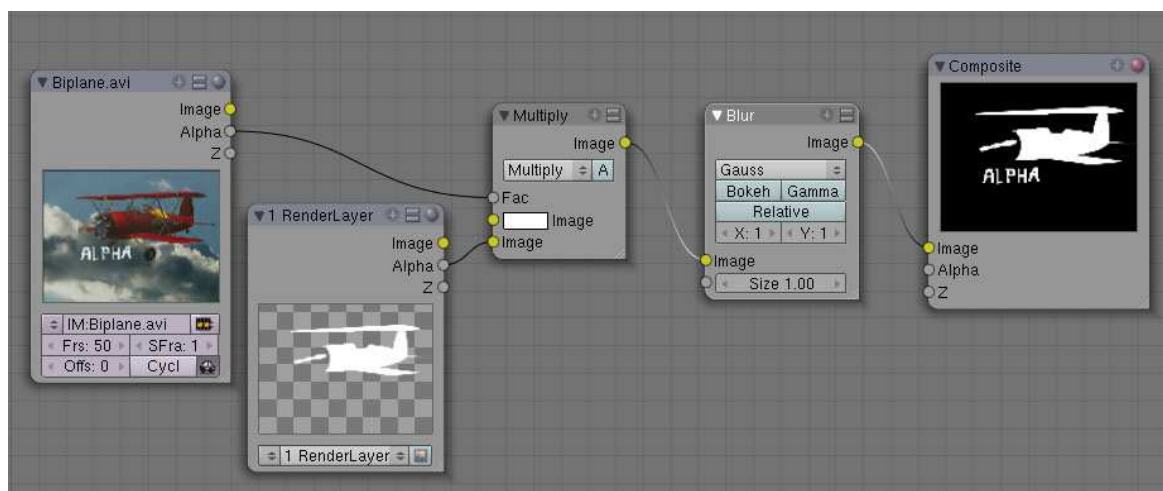 Biplane.avi
Image
Alpha
Z
ALPHA
IM:Biplane.avi
Frs: 50 SFra: 1
Offs: 0 Cycl
1 RenderLayer
Image
Alpha
Z
1 RenderLayer
Multiply
Image
Multiply A
Fac
Image
Image
Blur
Image
Gauss
Bokeh Gamma
Relative
X: 1 Y: 1
Image
Size 1.00
Composite
ALPHA
Image
Alpha
Z